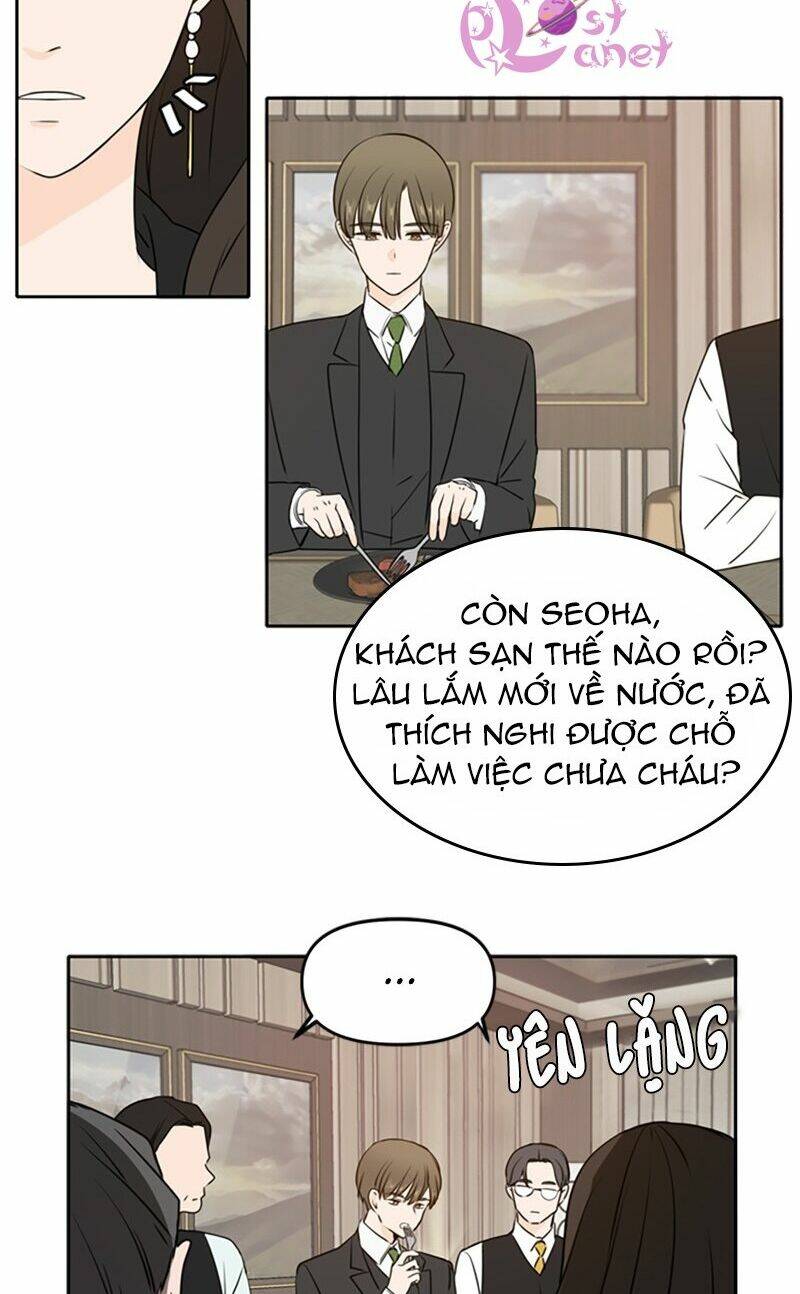 Lost
Planet
CÒN SEOHA,
KHÁCH SẠN THẾ NÀO RỒI?
LÂU LẮM MỚI VỀ NƯỚC, ĐÃ
THÍCH NGHI ĐƯỢC CHỖ
LÀM VIỆC CHƯA CHÁU?
...
YÊN LẶNG